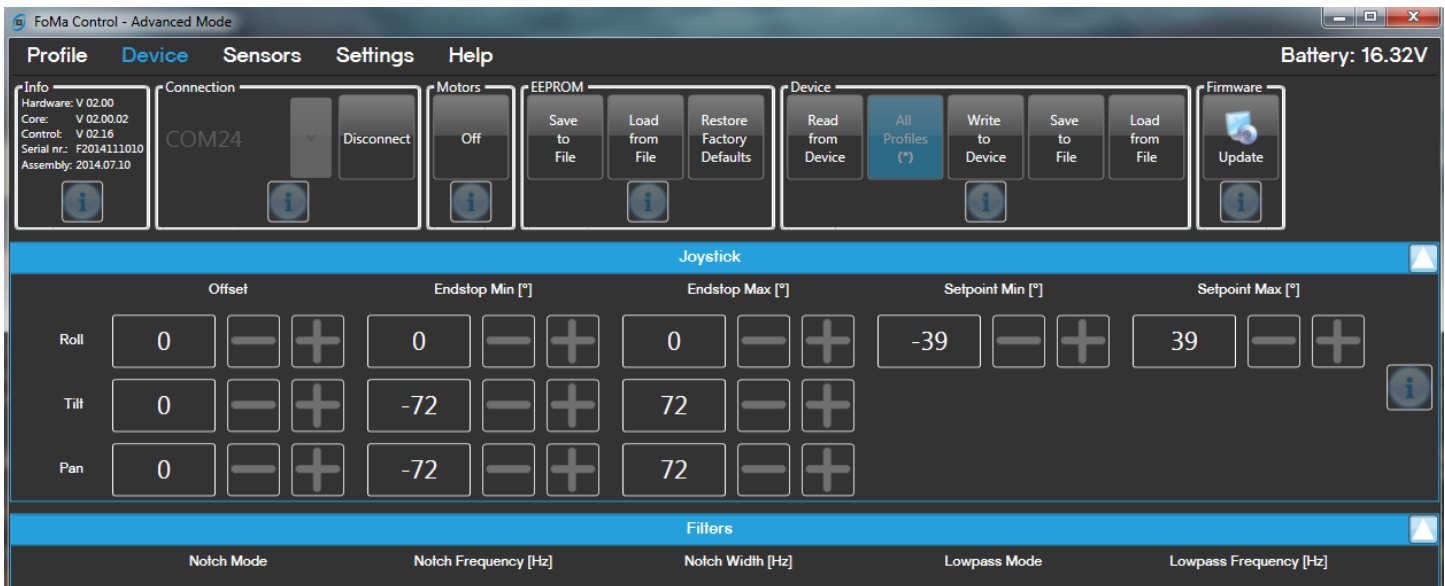 FoMa Control - Advanced Mode
Profile Device Sensors Settings Help Battery: 16.32V
Info
Hardware: V 02.00
Core: V 02.00.02
Control: V 02.16
Serial nr.: F2014111010
Assembly: 2014.07.10
Connection
COM24
Disconnect
Motors
Off
EEPROM
Save
to
File
Load
from
File
Restore
Factory
Defaults
Device
Read
from
Device
All
Profiles
(*)
Write
to
Device
Save
to
File
Load
from
File
Firmware
Update
Joystick
Offset Endstop Min [°] Endstop Max [°] Setpoint Min [°] Setpoint Max [°]
Roll 0 0 0 -39 39
Tilt 0 -72 72
Pan 0 -72 72
Filters
Notch Mode Notch Frequency [Hz] Notch Width [Hz] Lowpass Mode Lowpass Frequency [Hz]